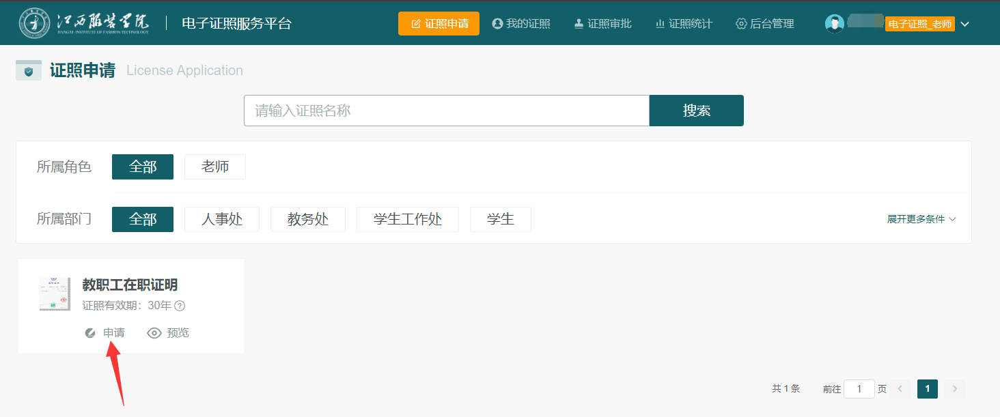 江西服装学院
JIANGXI INSTITUTE OF FASHION TECHNOLOGY
电子证照服务平台
证照申请
我的证照
证照审批
证照统计
后台管理
电子证照_老师
证照申请 License Application
请输入证照名称
搜索
所属角色 全部 老师
所属部门 全部 人事处 教务处 学生工作处 学生
展开更多条件
教职工在职证明
证照有效期：30年 ?
申请 预览
共 1 条 前往 1 页 < 1 >